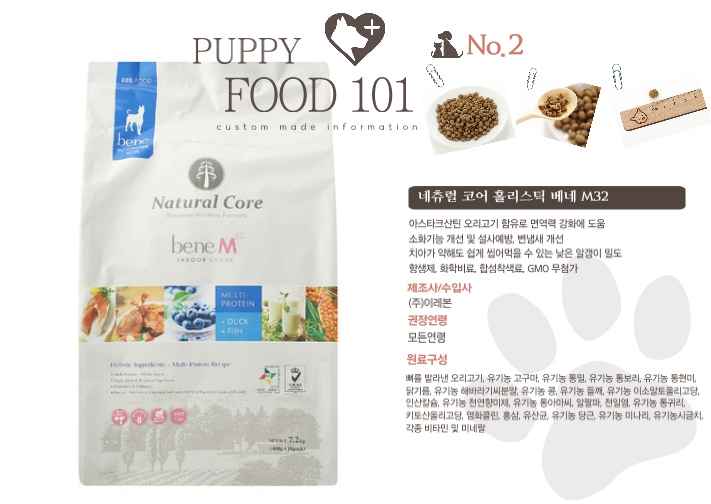 PUPPY
FOOD 101
custom made information
No.2
DOG FOOD
bene
Natural Core
Balanced Nutrition Formula
bene M32
INDOOR CANINE
MULTI-
PROTEIN
+ DUCK
+ FISH
Holistic Ingredients + Multi-Protein Recipe
NET WT 7.2kg
네츄럴 코어 홀리스틱 베네 M32
아스타크산틴 오리고기 함유로 면역력 강화에 도움
소화기능 개선 및 설사예방, 변냄새 개선
치아가 약해도 쉽게 씹어먹을 수 있는 낮은 알갱이 밀도
항생제, 화학비료, 합성착색료, GMO 무첨가
제조사/수입사
(주)이레본
권장연령
모든연령
원료구성
뼈를 발라낸 오리고기, 유기농 고구마, 유기농 통밀, 유기농 통보리, 유기농 통현미,
닭기름, 유기농 해바라기씨분말, 유기농 콩, 유기농 들깨, 유기농 이소말토올리고당,
인산칼슘, 유기농 천연향미제, 유기농 통아마씨, 알팔파, 천일염, 유기농 통귀리,
키토산올리고당, 염화콜린, 홍삼, 유산균, 유기농 당근, 유기농 미나리, 유기농시금치,
각종 비타민 및 미네랄